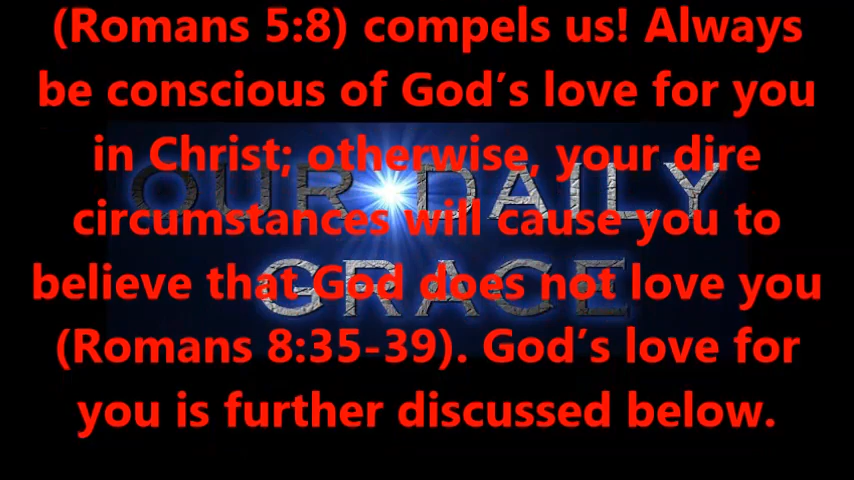 (Romans 5:8) compels us! Always
be conscious of God’s love for you
in Christ; otherwise, your dire
circumstances will cause you to
believe that God does not love you
(Romans 8:35-39). God’s love for
you is further discussed below.
OUR DAILY
GRACE